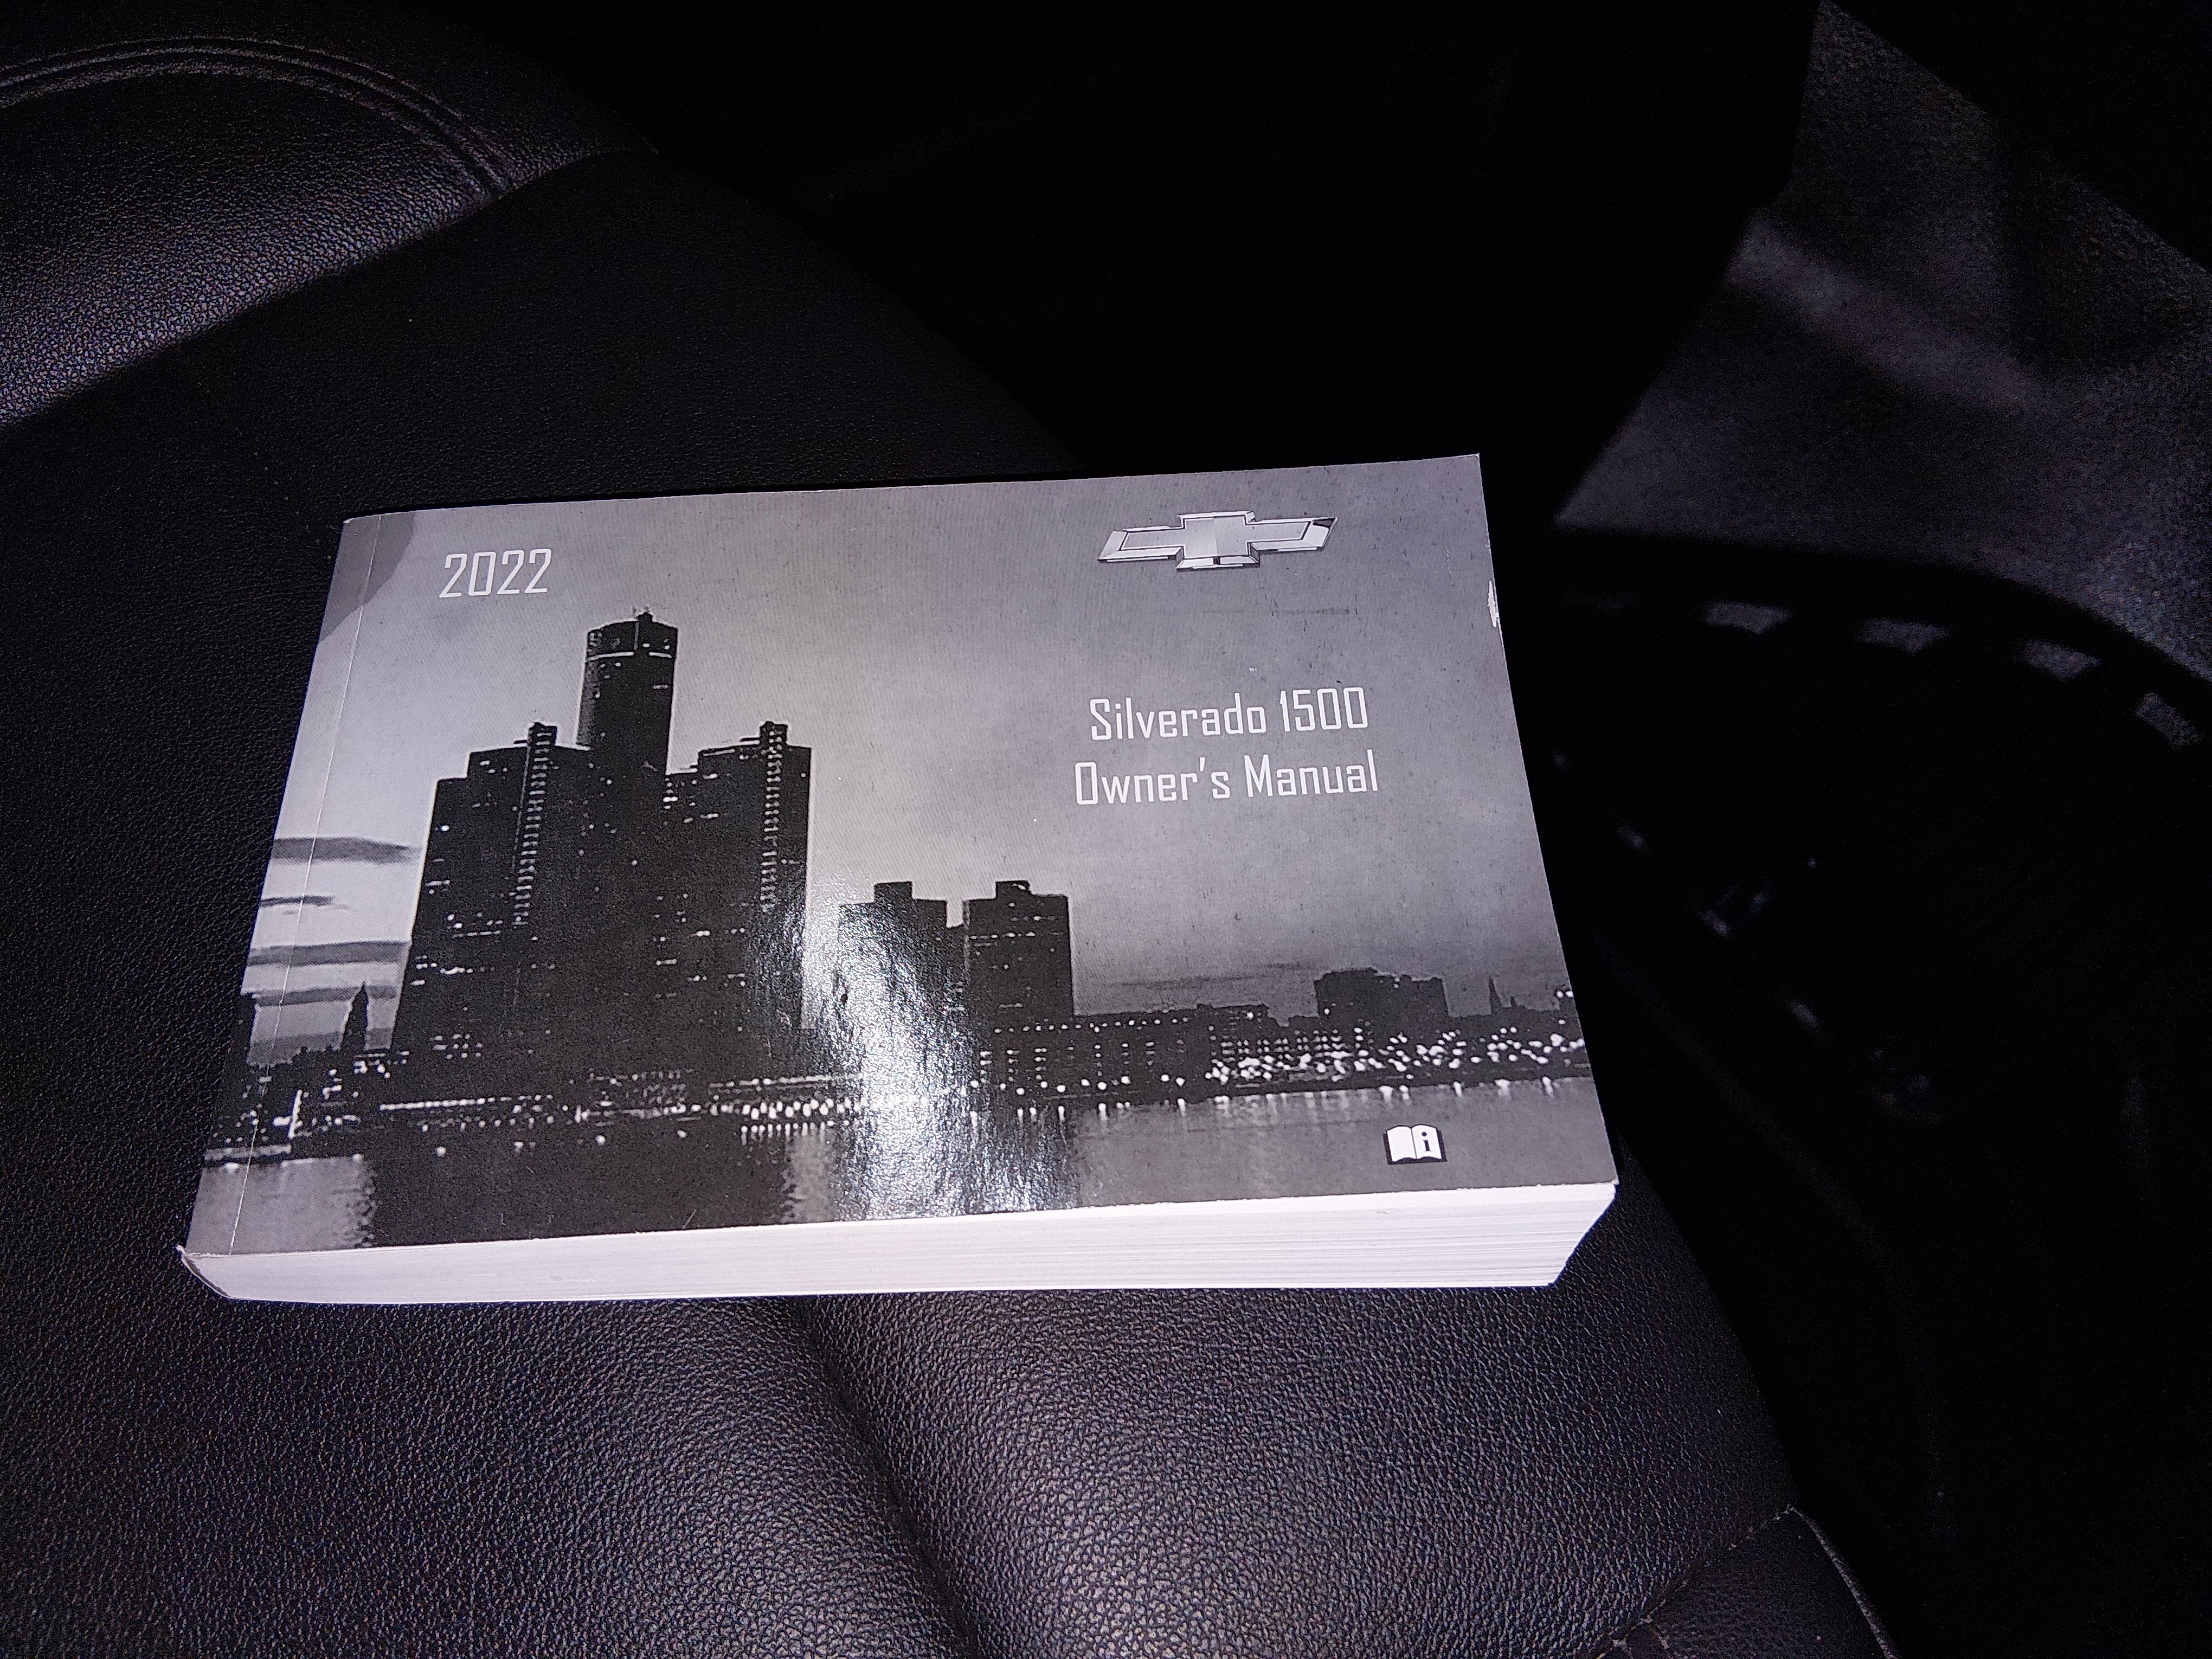 2022
Silverado 1500
Owner's Manual
i